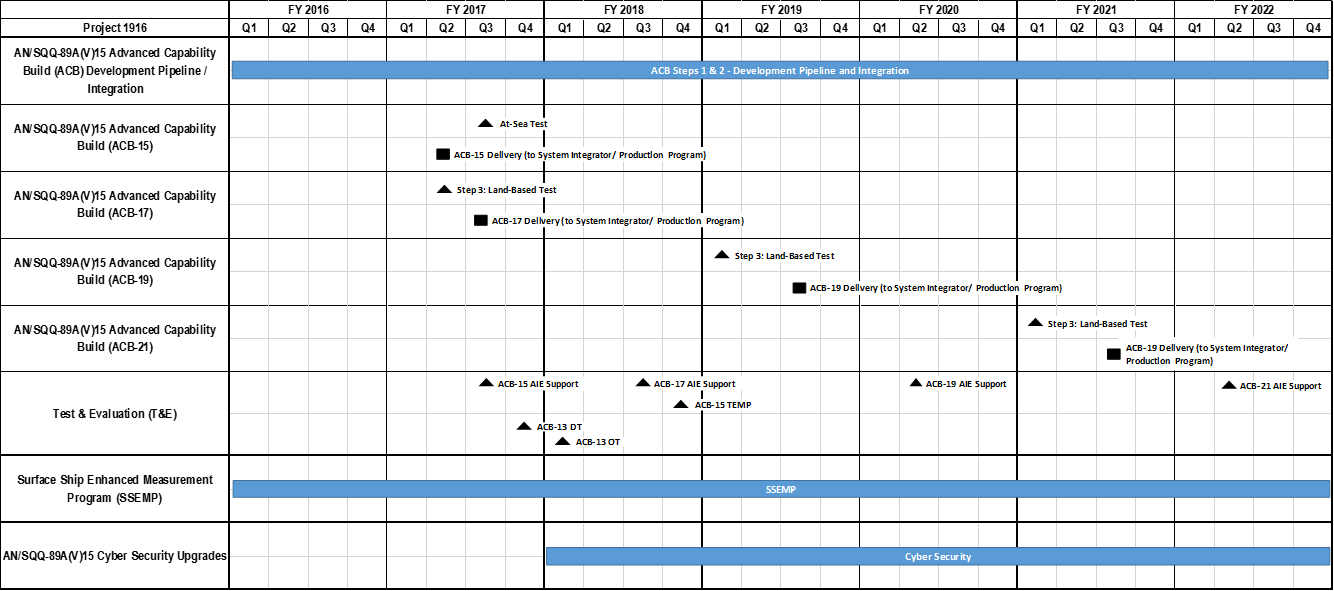 FY 2016 FY 2017 FY 2018 FY 2019 FY 2020 FY 2021 FY 2022
Project 1916 Q1 Q2 Q3 Q4 Q1 Q2 Q3 Q4 Q1 Q2 Q3 Q4 Q1 Q2 Q3 Q4 Q1 Q2 Q3 Q4 Q1 Q2 Q3 Q4 Q1 Q2 Q3 Q4
AN/SQQ-89A(V)15 Advanced Capability
Build (ACB) Development Pipeline /
Integration
ACB Steps 1 & 2 - Development Pipeline and Integration
AN/SQQ-89A(V)15 Advanced Capability
Build (ACB-15)
At-Sea Test
ACB-15 Delivery (to System Integrator/ Production Program)
AN/SQQ-89A(V)15 Advanced Capability
Build (ACB-17)
Step 3: Land-Based Test
ACB-17 Delivery (to System Integrator/ Production Program)
AN/SQQ-89A(V)15 Advanced Capability
Build (ACB-19)
Step 3: Land-Based Test
ACB-19 Delivery (to System Integrator/ Production Program)
AN/SQQ-89A(V)15 Advanced Capability
Build (ACB-21)
Step 3: Land-Based Test
ACB-19 Delivery (to System Integrator/
Production Program)
Test & Evaluation (T&E)
ACB-15 AIE Support ACB-17 AIE Support ACB-19 AIE Support ACB-21 AIE Support
ACB-15 TEMP
ACB-13 DT
ACB-13 OT
Surface Ship Enhanced Measurement
Program (SSEMP)
SSEMP
AN/SQQ-89A(V)15 Cyber Security Upgrades
Cyber Security